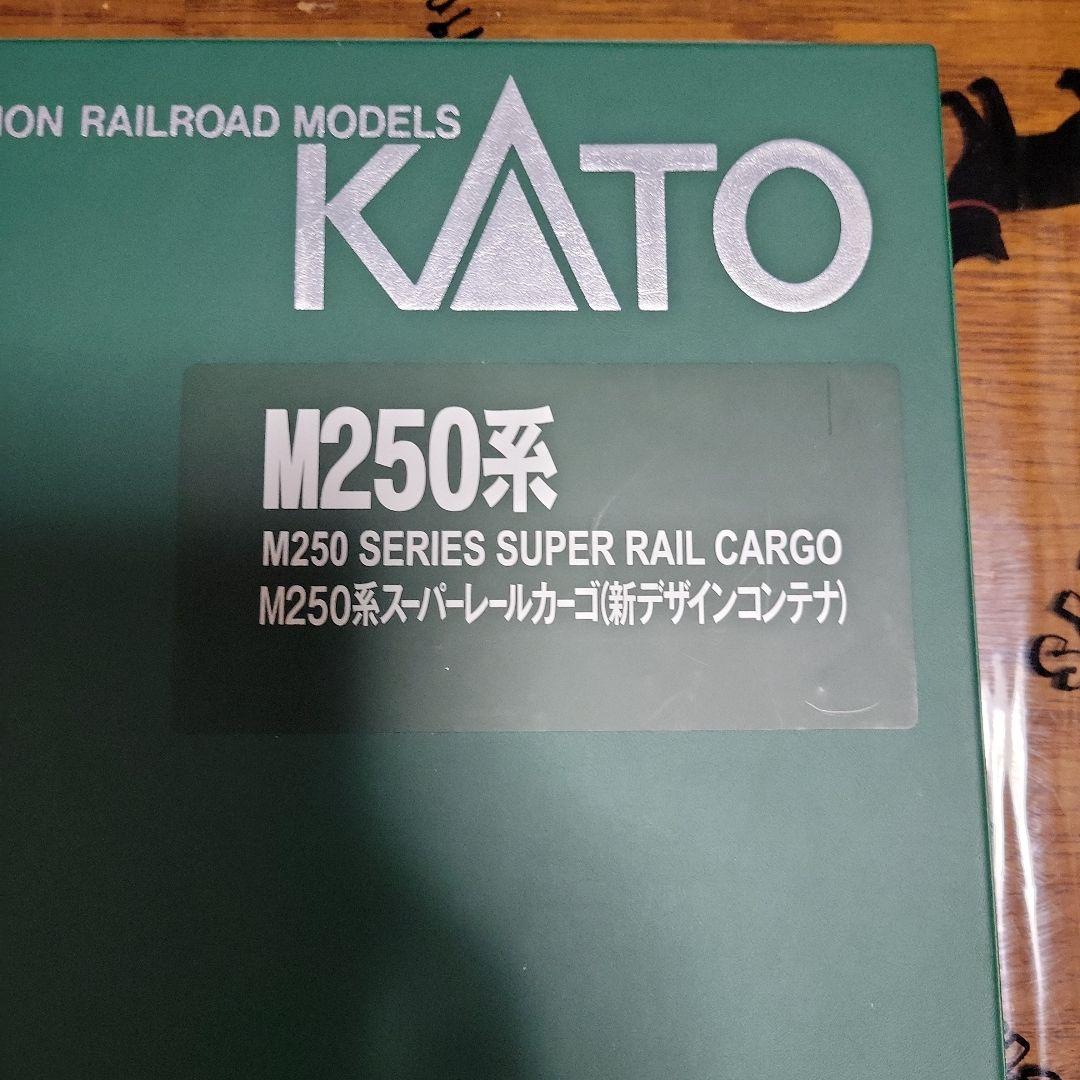 RAILROAD MODELS
KATO
M250系
M250 SERIES SUPER RAIL CARGO
M250系スーパーレールカーゴ(新デザインコンテナ)